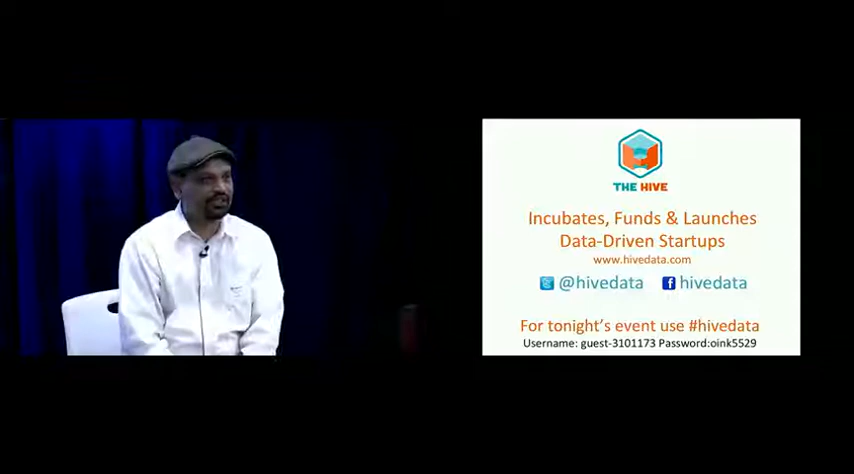 THE HIVE
Incubates, Funds & Launches
Data-Driven Startups
www.hivedata.com
@hivedata hivedata
For tonight's event use #hivedata
Username: guest-3101173 Password:oink5529